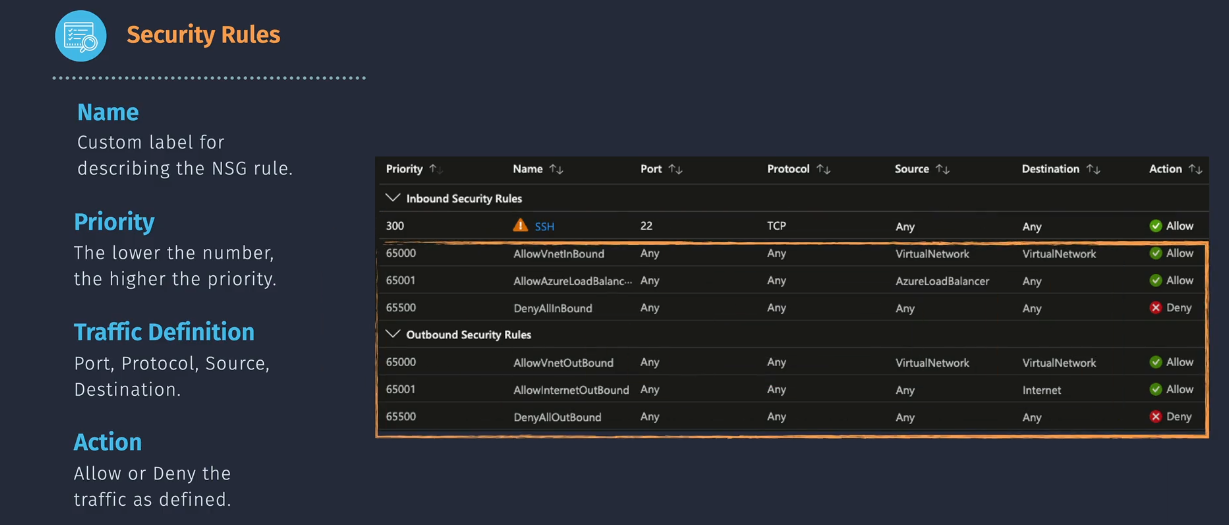 Security Rules
Name
Custom label for
describing the NSG rule.
Priority
The lower the number,
the higher the priority.
Traffic Definition
Port, Protocol, Source,
Destination.
Action
Allow or Deny the
traffic as defined.
Priority Name Port Protocol Source Destination Action
Inbound Security Rules
300 SSH 22 TCP Any Any Allow
65000 AllowVnetInBound Any Any VirtualNetwork VirtualNetwork Allow
65001 AllowAzureLoadBalanc... Any Any AzureLoadBalancer Any Allow
65500 DenyAllInBound Any Any Any Any Deny
Outbound Security Rules
65000 AllowVnetOutBound Any Any VirtualNetwork VirtualNetwork Allow
65001 AllowInternetOutBound Any Any Any Internet Allow
65500 DenyAllOutBound Any Any Any Any Deny